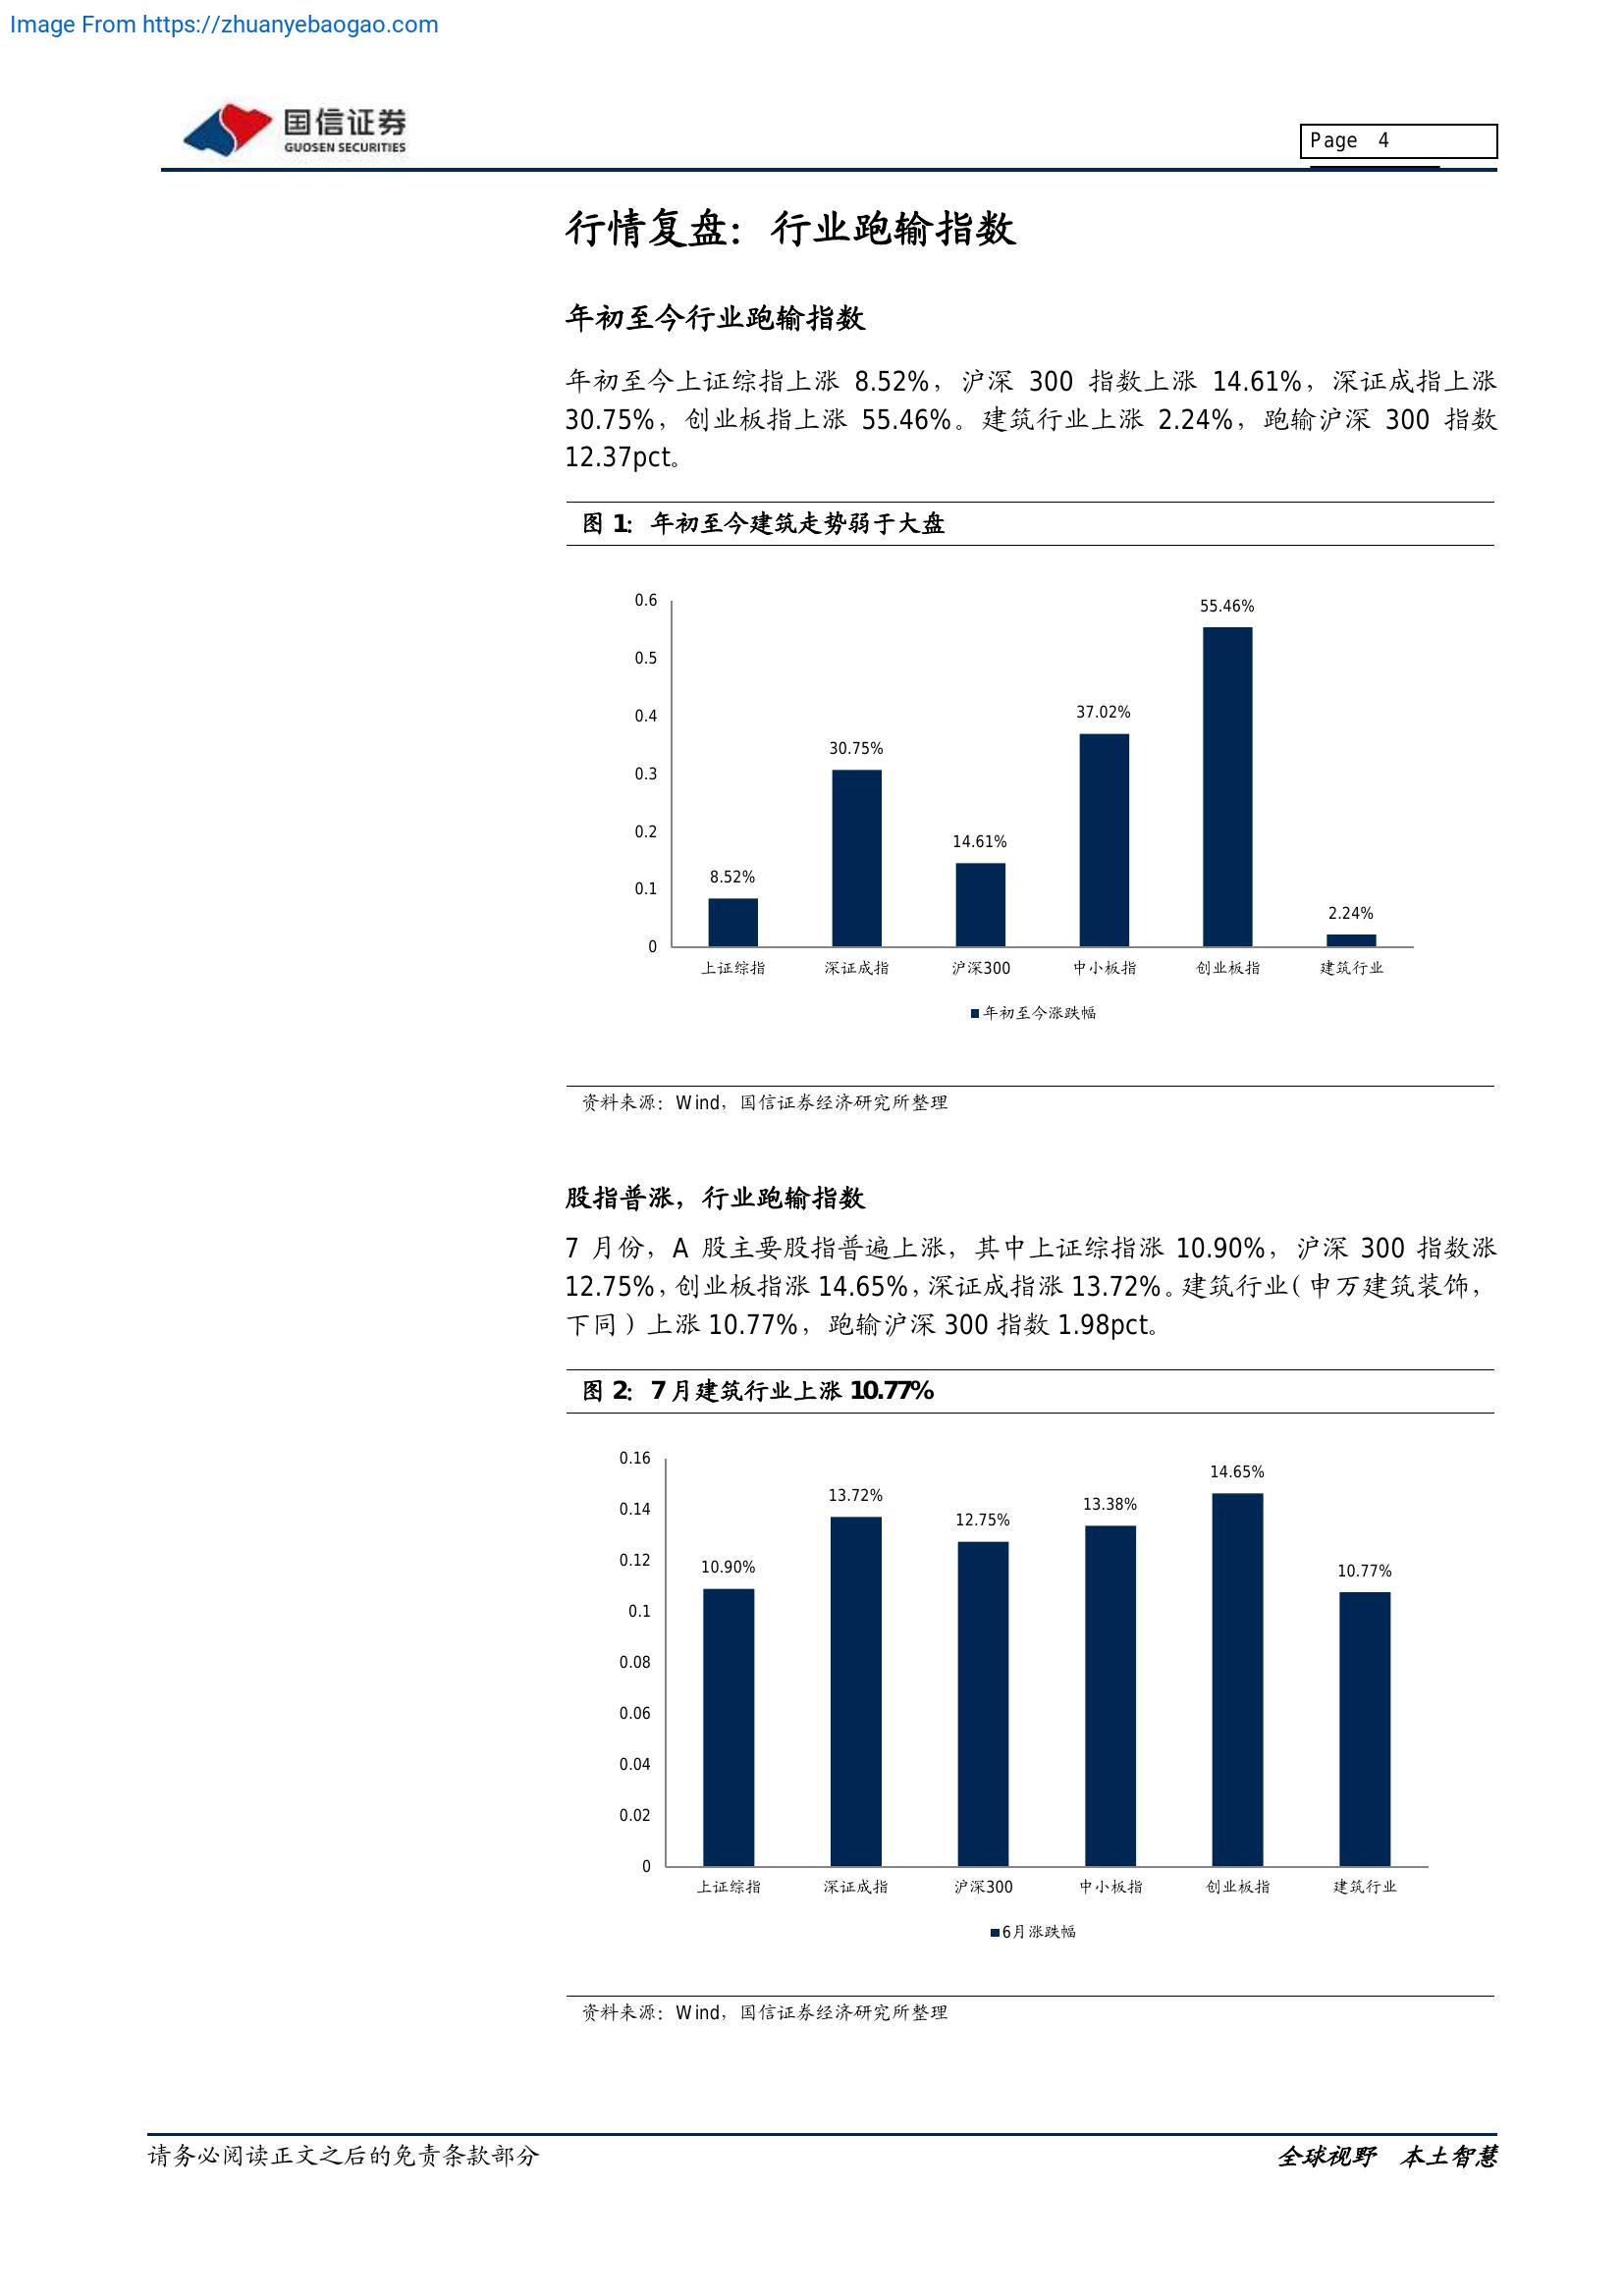 Image From https://zhuanyebaogao.com
国信证券
GUOSEN SECURITIES
Page 4
行情复盘：行业跑输指数
年初至今行业跑输指数
年初至今上证综指上涨 8.52%，沪深 300 指数上涨 14.61%，深证成指上涨
30.75%，创业板指上涨 55.46%。建筑行业上涨 2.24%，跑输沪深 300 指数
12.37pct。
图 1：年初至今建筑走势弱于大盘
0.6
0.5
0.4
0.3
0.2
0.1
0
8.52%
30.75%
14.61%
37.02%
55.46%
2.24%
上证综指 深证成指 沪深300 中小板指 创业板指 建筑行业
■年初至今涨跌幅
资料来源：Wind，国信证券经济研究所整理
股指普涨，行业跑输指数
7 月份，A 股主要股指普遍上涨，其中上证综指涨 10.90%，沪深 300 指数涨
12.75%，创业板指涨 14.65%，深证成指涨 13.72%。建筑行业（申万建筑装饰，
下同）上涨 10.77%，跑输沪深 300 指数 1.98pct。
图 2：7 月建筑行业上涨 10.77%
0.16
0.14
0.12
0.1
0.08
0.06
0.04
0.02
0
10.90%
13.72%
12.75%
13.38%
14.65%
10.77%
上证综指 深证成指 沪深300 中小板指 创业板指 建筑行业
■6月涨跌幅
资料来源：Wind，国信证券经济研究所整理
请务必阅读正文之后的免责条款部分
全球视野 本土智慧